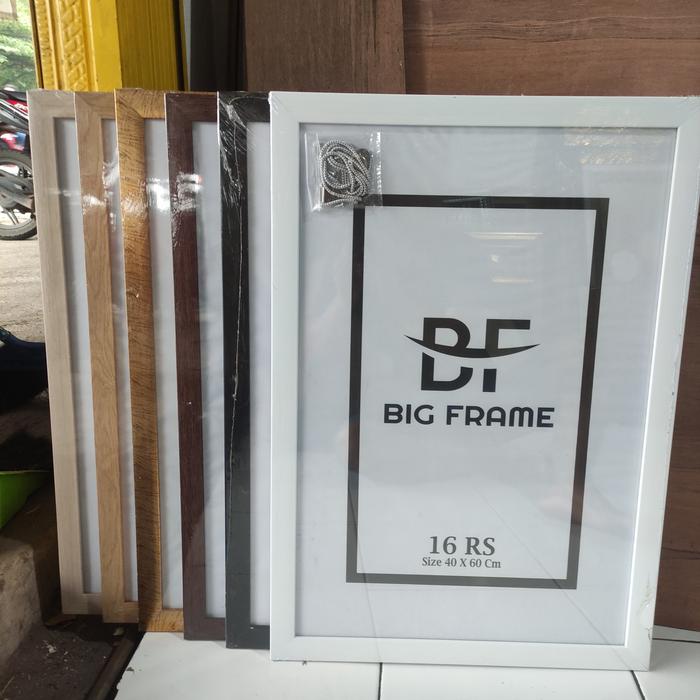 BF
BIG FRAME
16 RS
Size 40 X 60 Cm